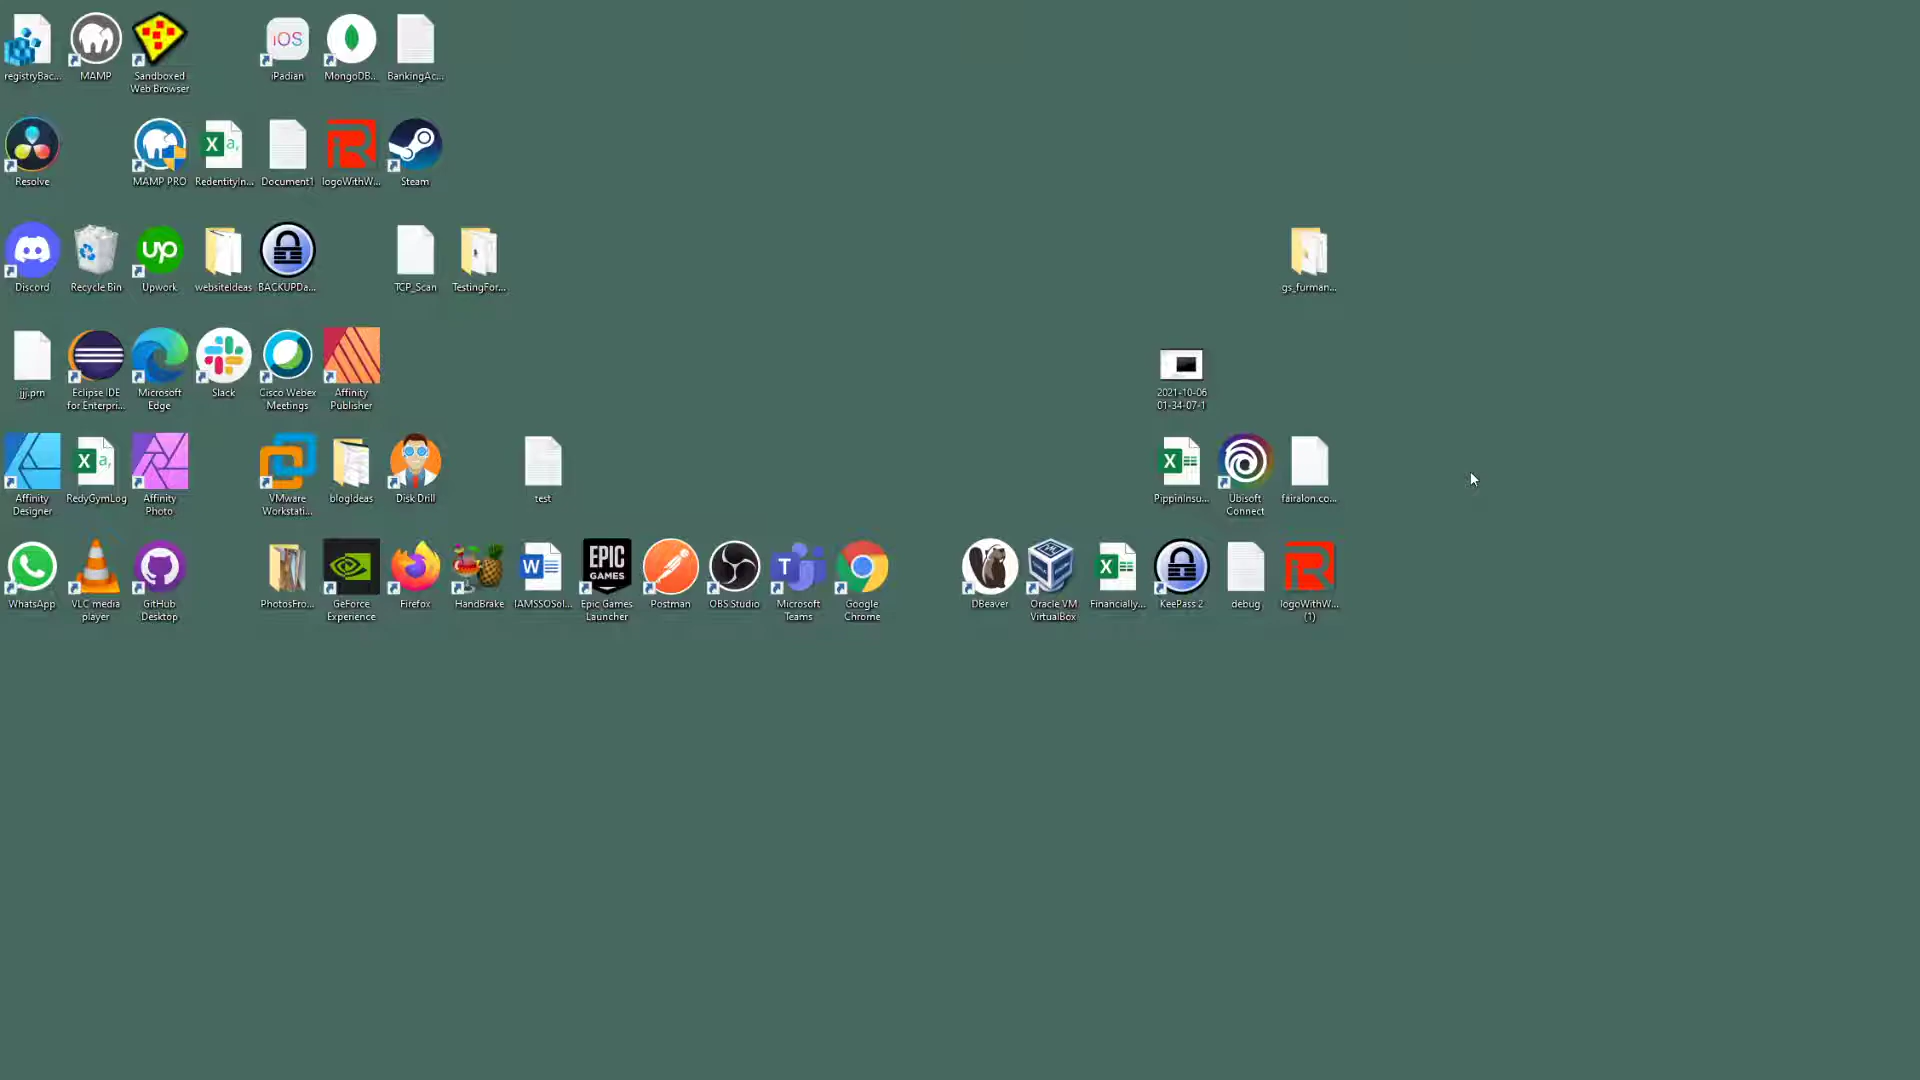 registryBac...
MAMP
Sandboxed
Web Browser
iOS
iPadian
MongoDB...
BankingAc...
Resolve
MAMP PRO
X a,
RedentityIn...
Document1
R
logoWithW...
Steam
Discord
Recycle Bin
up
Upwork
websiteIdeas
BACKUPDa...
TCP_Scan
TestingFor...
gs_furman...
jjj.prn
Eclipse IDE
for Enterpri...
Microsoft
Edge
Slack
Cisco Webex
Meetings
Affinity
Publisher
2021-10-06
01-34-07-1
Affinity
Designer
X a,
RedyGymLog
Affinity
Photo
VMware
Workstati...
blogIdeas
Disk Drill
test
X
PippinInsu...
Ubisoft
Connect
fairalon.co...
WhatsApp
VLC media
player
GitHub
Desktop
PhotosFro...
GeForce
Experience
Firefox
HandBrake
W
IAMSSOSol...
EPIC
GAMES
Epic Games
Launcher
Postman
OBS Studio
T
Microsoft
Teams
Google
Chrome
DBeaver
Oracle VM
VirtualBox
X
Financially...
KeePass 2
debug
R
logoWithW...
(1)